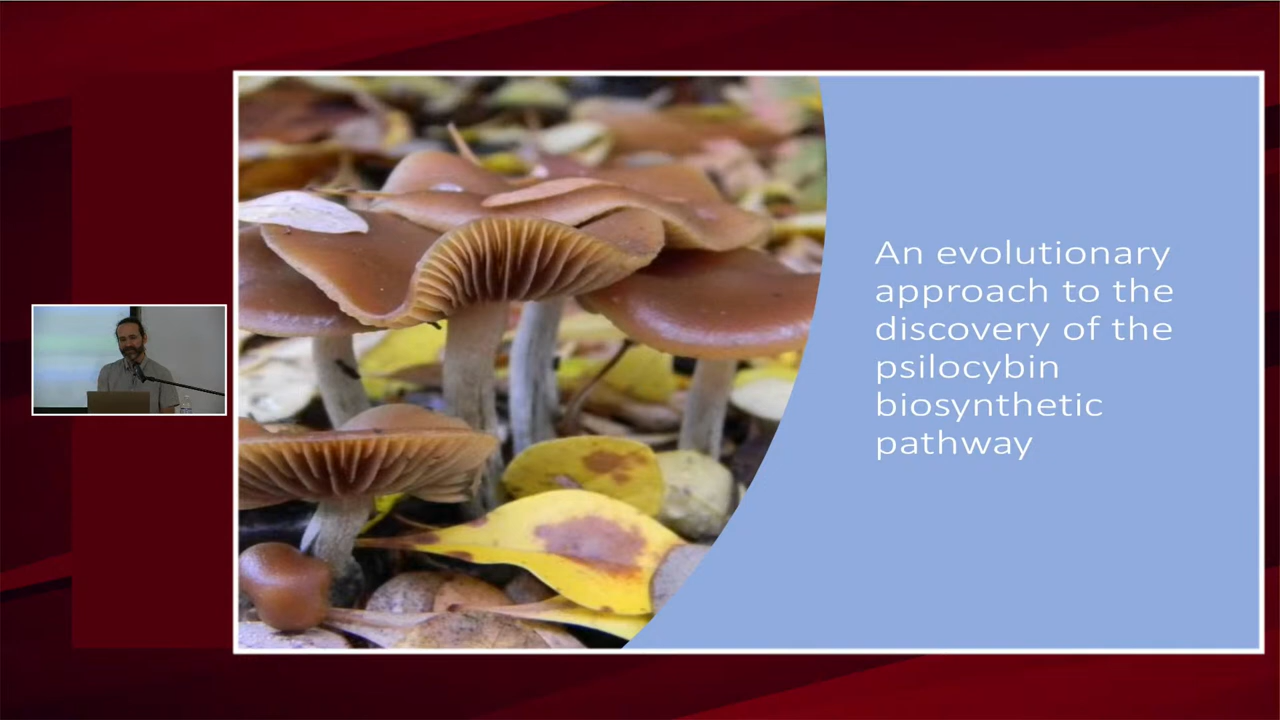 An evolutionary
approach to the
discovery of the
psilocybin
biosynthetic
pathway